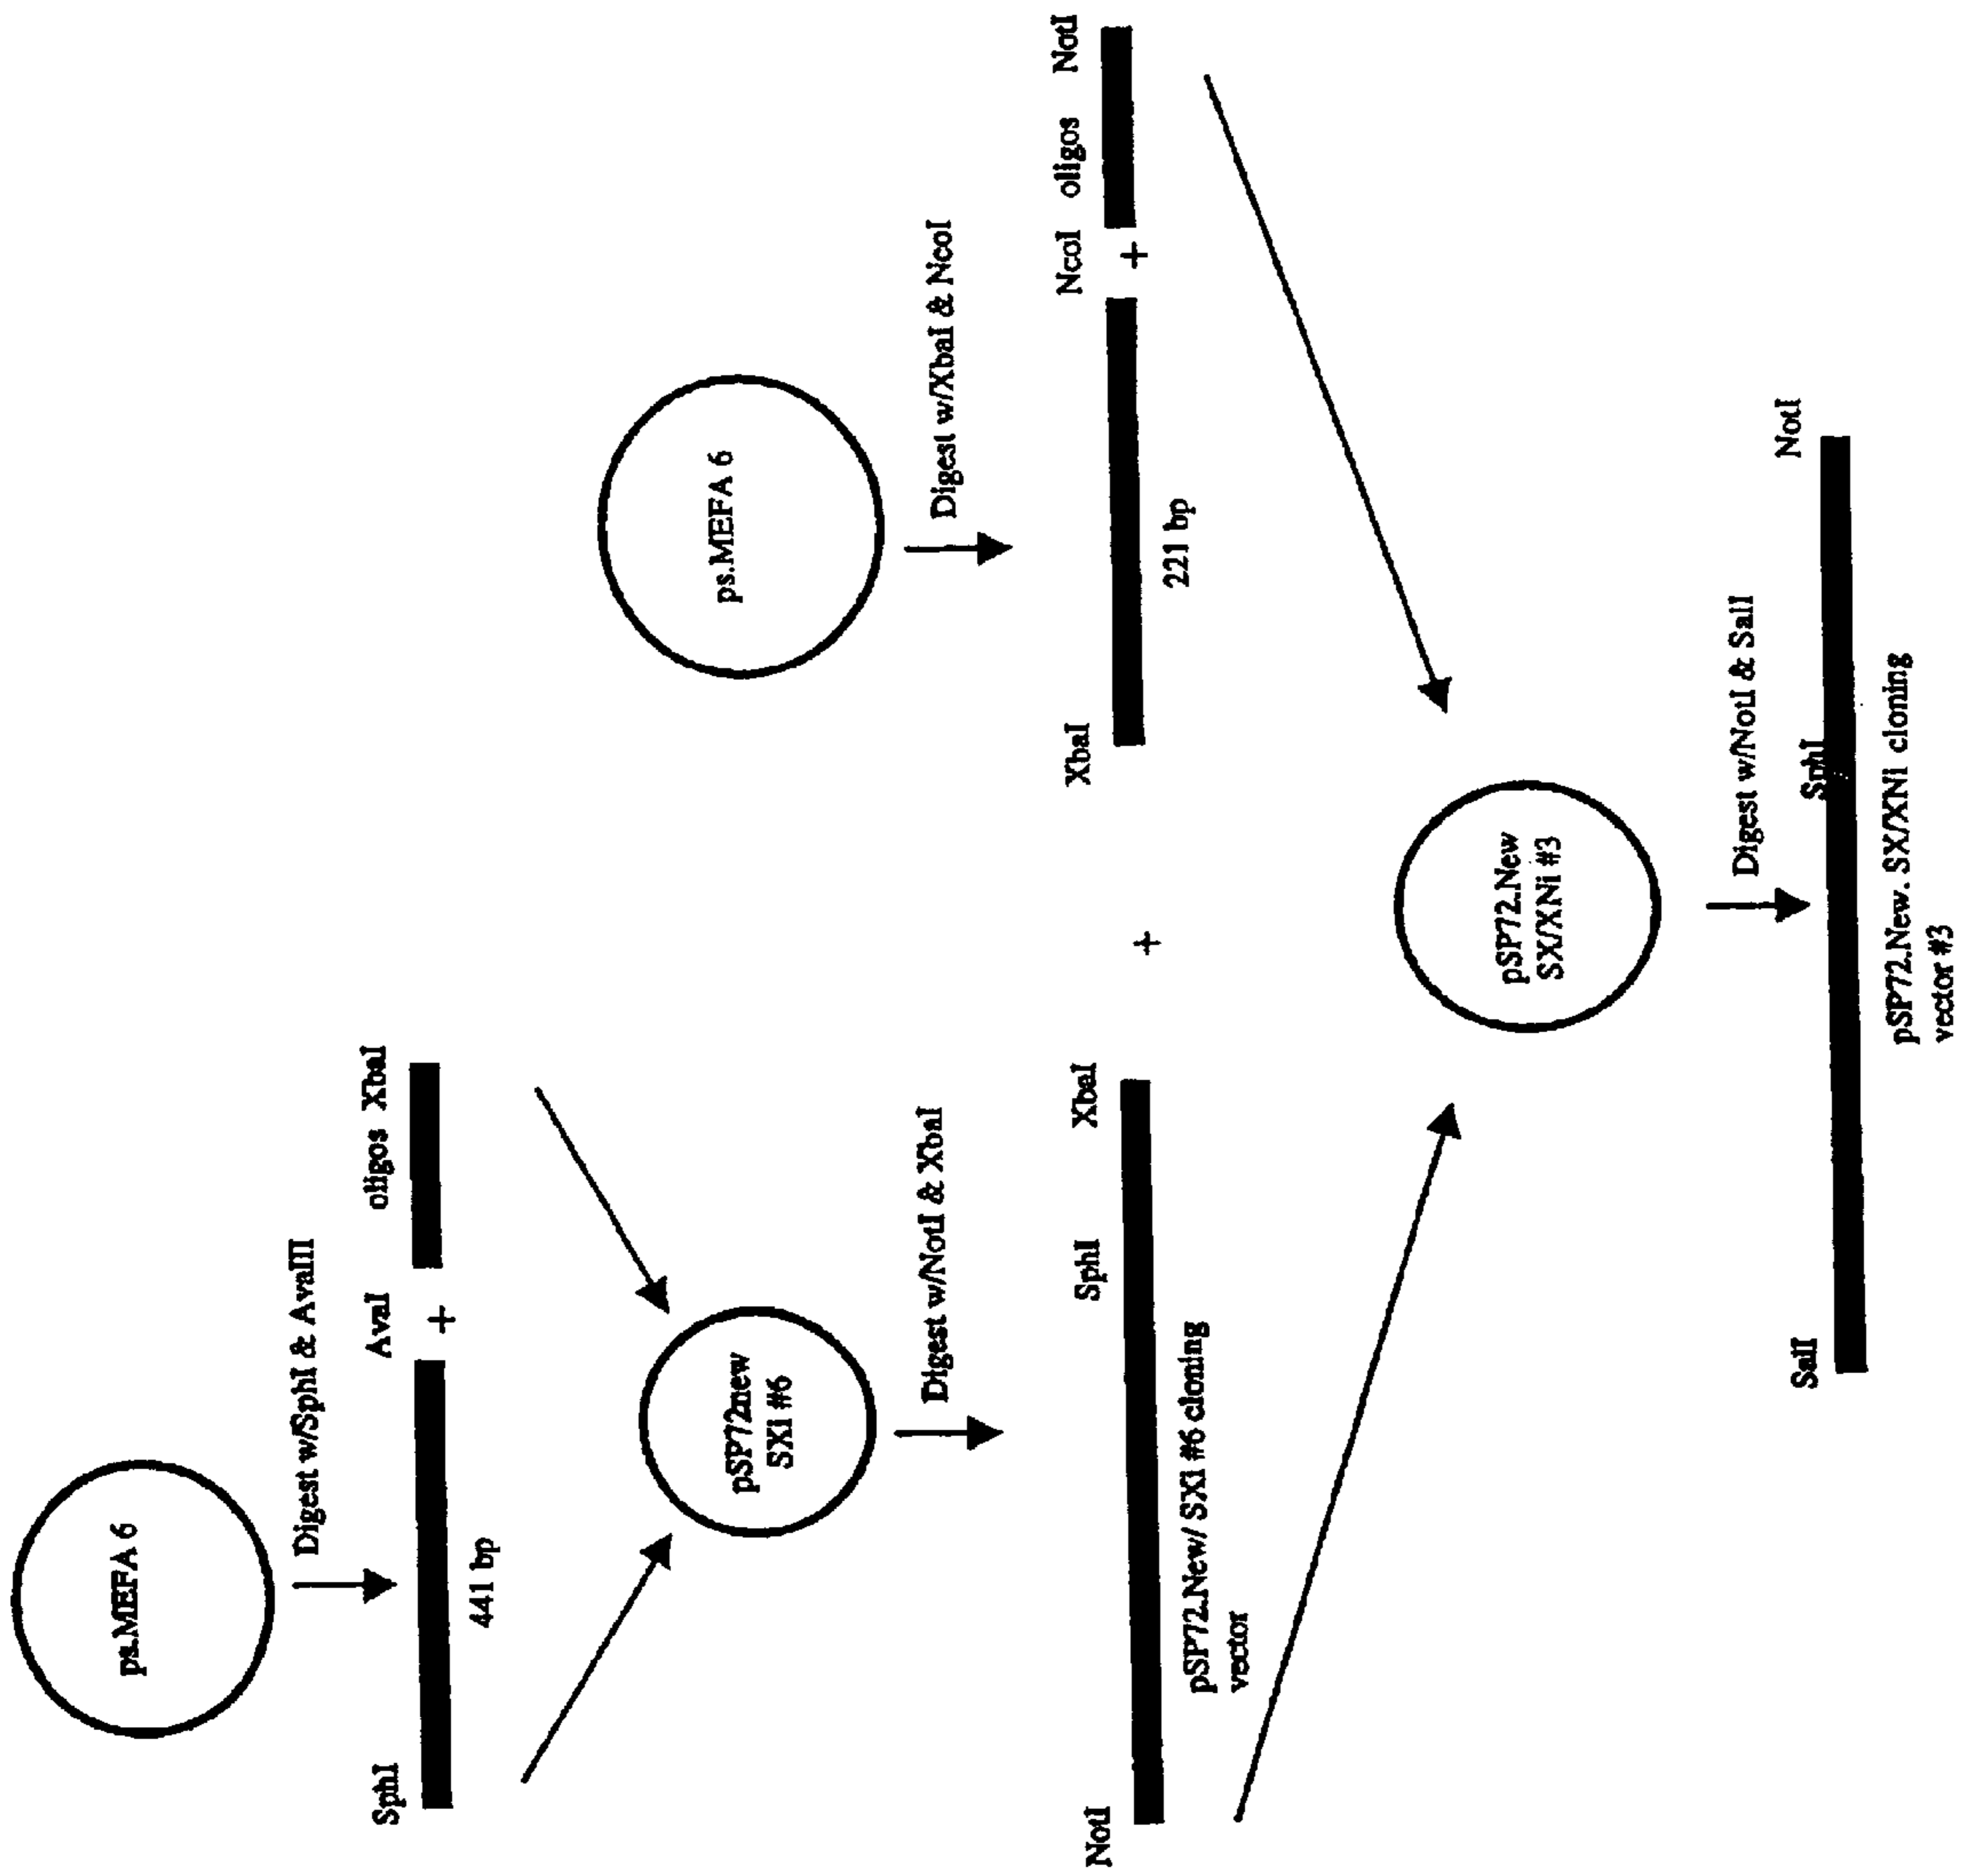 ps.MEFA 6
Digest w/SphI & AvaIII
SphI
AvaI
oligos XbaI
+
441 bp
pSP72new
SXi #6
Digest w/NotI & XbaI
NotI
SphI
XbaI
pSP72.New/ SXi #6 cloning
vector
+
ps.MEFA 6
Digest w/XbaI & NcoI
XbaI
NcoI oligos NotI
+
221 bp
pSP72.New
SX/XNi #3
Digest w/NotI & SalI
SalI
SphI
NotI
pSP72.New. SX/XNi cloning
vector #3